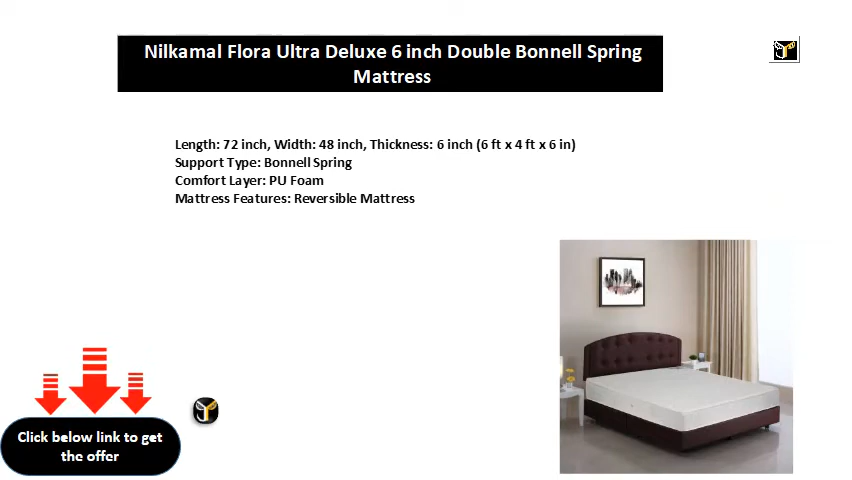 Nilkamal Flora Ultra Deluxe 6 inch Double Bonnell Spring
Mattress
Length: 72 inch, Width: 48 inch, Thickness: 6 inch (6 ft x 4 ft x 6 in)
Support Type: Bonnell Spring
Comfort Layer: PU Foam
Mattress Features: Reversible Mattress
Click below link to get
the offer